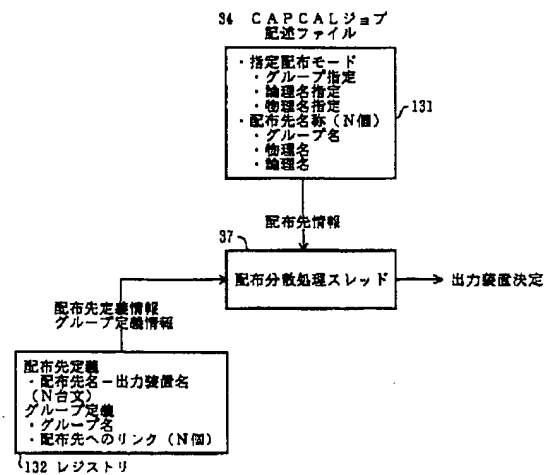 34 ＣＡＰＣＡＬジョブ
記述ファイル
・指定配布モード
・グループ指定
・論理名指定
・物理名指定
・配布先名称（Ｎ個）
・グループ名
・物理名
・論理名
131
配布先情報
37
配布分散処理スレッド
出力装置決定
配布先定義情報
グループ定義情報
配布先定義
・配布先名－出力装置名
（Ｎ台文）
グループ定義
・グループ名
・配布先へのリンク（Ｎ個）
132 レジストリ